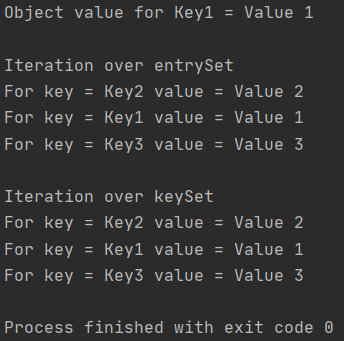 Object value for Key1 = Value 1
Iteration over entrySet
For key = Key2 value = Value 2
For key = Key1 value = Value 1
For key = Key3 value = Value 3
Iteration over keySet
For key = Key2 value = Value 2
For key = Key1 value = Value 1
For key = Key3 value = Value 3
Process finished with exit code 0